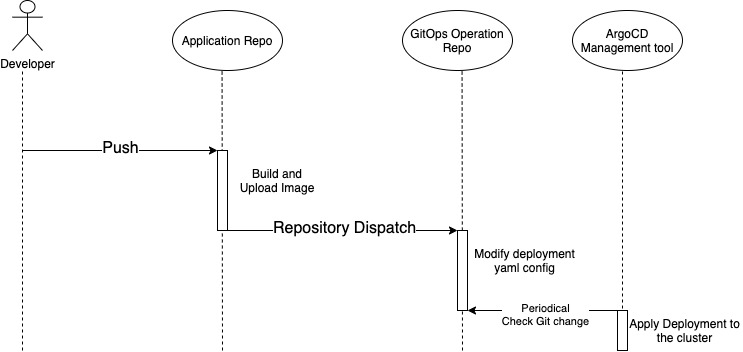 Developer
Application Repo
GitOps Operation
Repo
ArgoCD
Management tool
Push
Build and
Upload Image
Repository Dispatch
Modify deployment
yaml config
Periodical
Check Git change
Apply Deployment to
the cluster